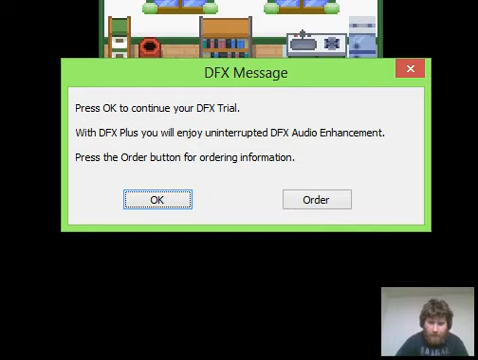 DFX Message
Press OK to continue your DFX Trial.
With DFX Plus you will enjoy uninterrupted DFX Audio Enhancement.
Press the Order button for ordering information.
OK
Order